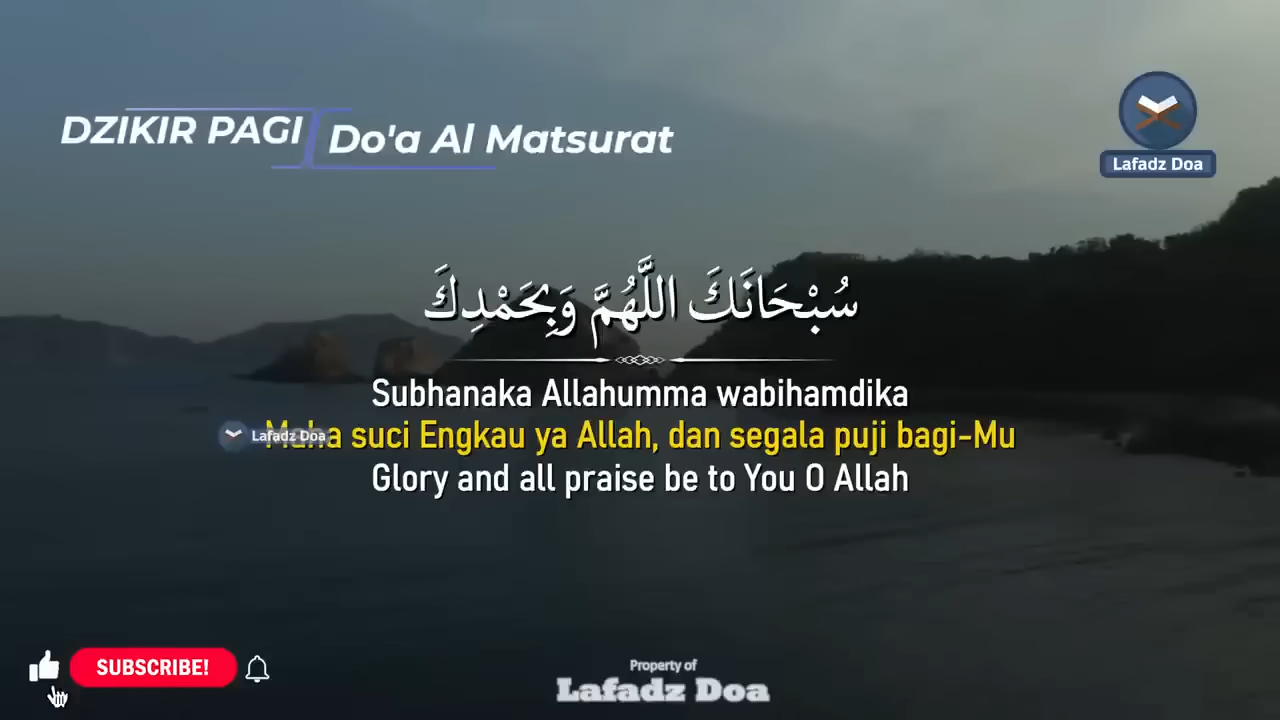 DZIKIR PAGI
Do'a Al Matsurat
Lafadz Doa
سُبْحَانَكَ اللَّهُمَّ وَبِحَمْدِكَ
Subhanaka Allahumma wabihamdika
Maha suci Engkau ya Allah, dan segala puji bagi-Mu
Lafadz Doa
Glory and all praise be to You O Allah
SUBSCRIBE!
Property of
Lafadz Doa